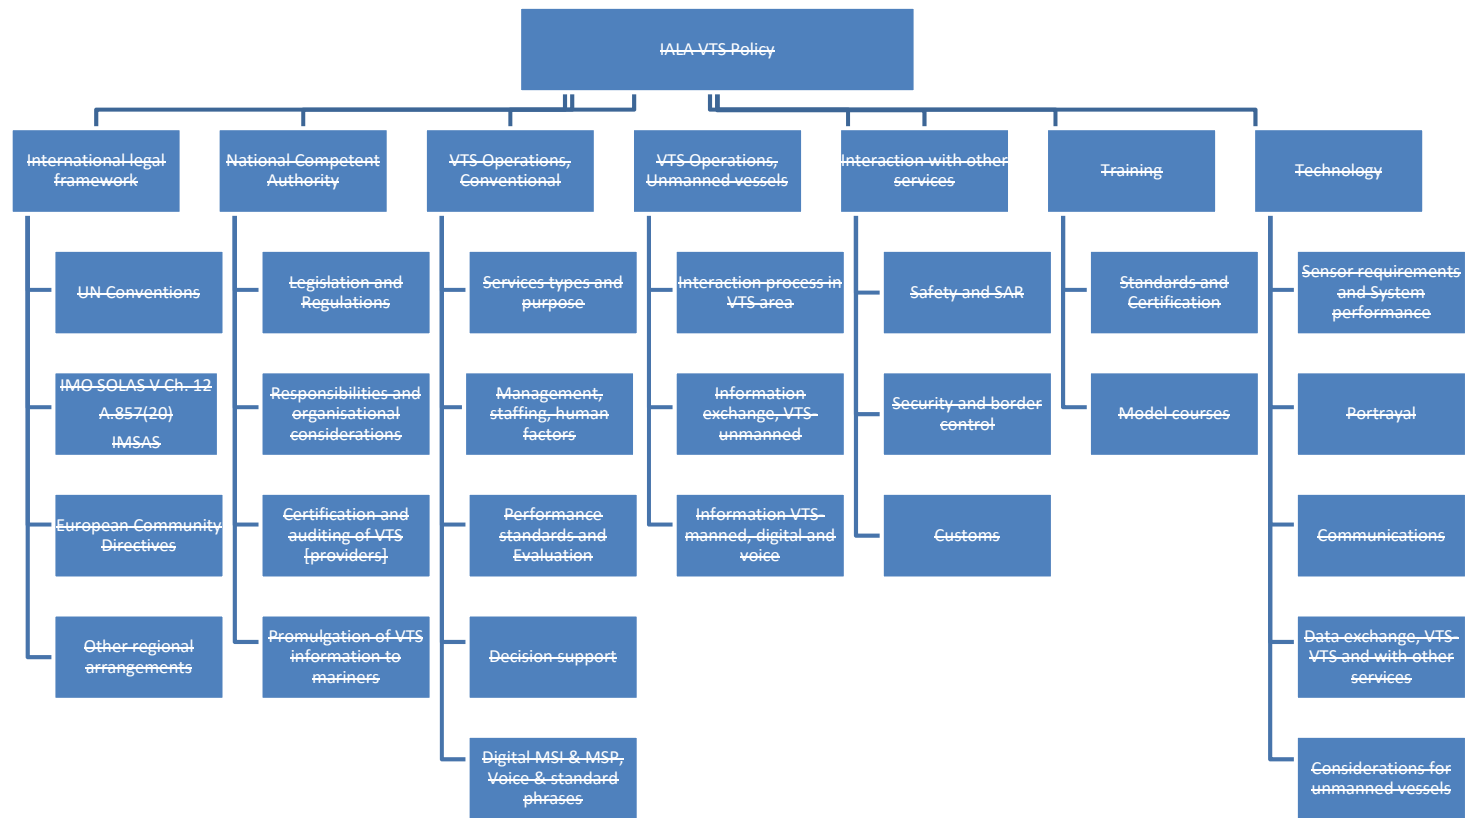 IALA VTS Policy
International legal
framework
National Competent
Authority
VTS Operations,
Conventional
VTS Operations,
Unmanned vessels
Interaction with other
services
Training
Technology
UN Conventions
IMO SOLAS V Ch. 12
A.857(20)
IMSAS
European Community
Directives
Other regional
arrangements
Legislation and
Regulations
Responsibilities and
organisational
considerations
Certification and
auditing of VTS
[providers]
Promulgation of VTS
information to
mariners
Services types and
purpose
Management,
staffing, human
factors
Performance
standards and
Evaluation
Decision support
Digital MSI & MSP,
Voice & standard
phrases
Interaction process in
VTS area
Information
exchange, VTS-
unmanned
Information VTS-
manned, digital and
voice
Safety and SAR
Security and border
control
Customs
Standards and
Certification
Model courses
Sensor requirements
and System
performance
Portrayal
Communications
Data exchange, VTS-
VTS and with other
services
Considerations for
unmanned vessels